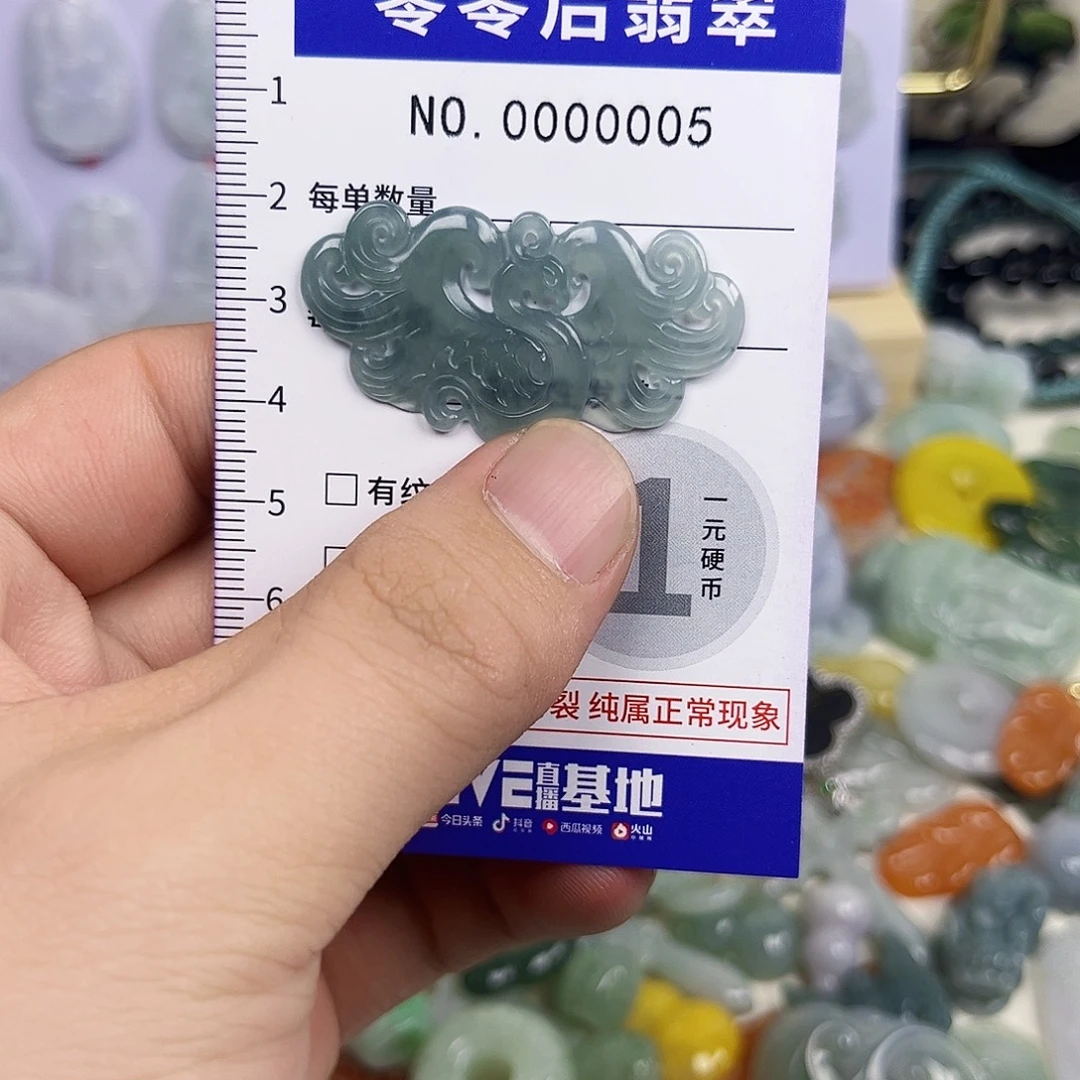 零零后翡翠
1
NO. 0000005
2
每单数量
3
4
5
□有纹
1
一元硬币
6
裂 纯属正常现象
VE直播基地
今日头条 抖音 西瓜视频 火山